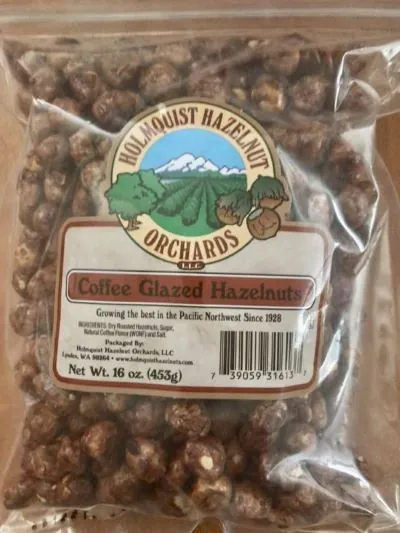 HOLMQUIST HAZELNUT
ORCHARDS
LLC
Coffee Glazed Hazelnuts
Growing the best in the Pacific Northwest Since 1928
INGREDIENTS: Dry Roasted Hazelnuts, Sugar,
Natural Coffee Flavor (WONF) and Salt.
Packaged By:
Holmquist Hazelnut Orchards, LLC
Lynden, WA 98264 • www.holmquisthazelnuts.com
Net Wt. 16 oz. (453g)
7 39059 31613 7